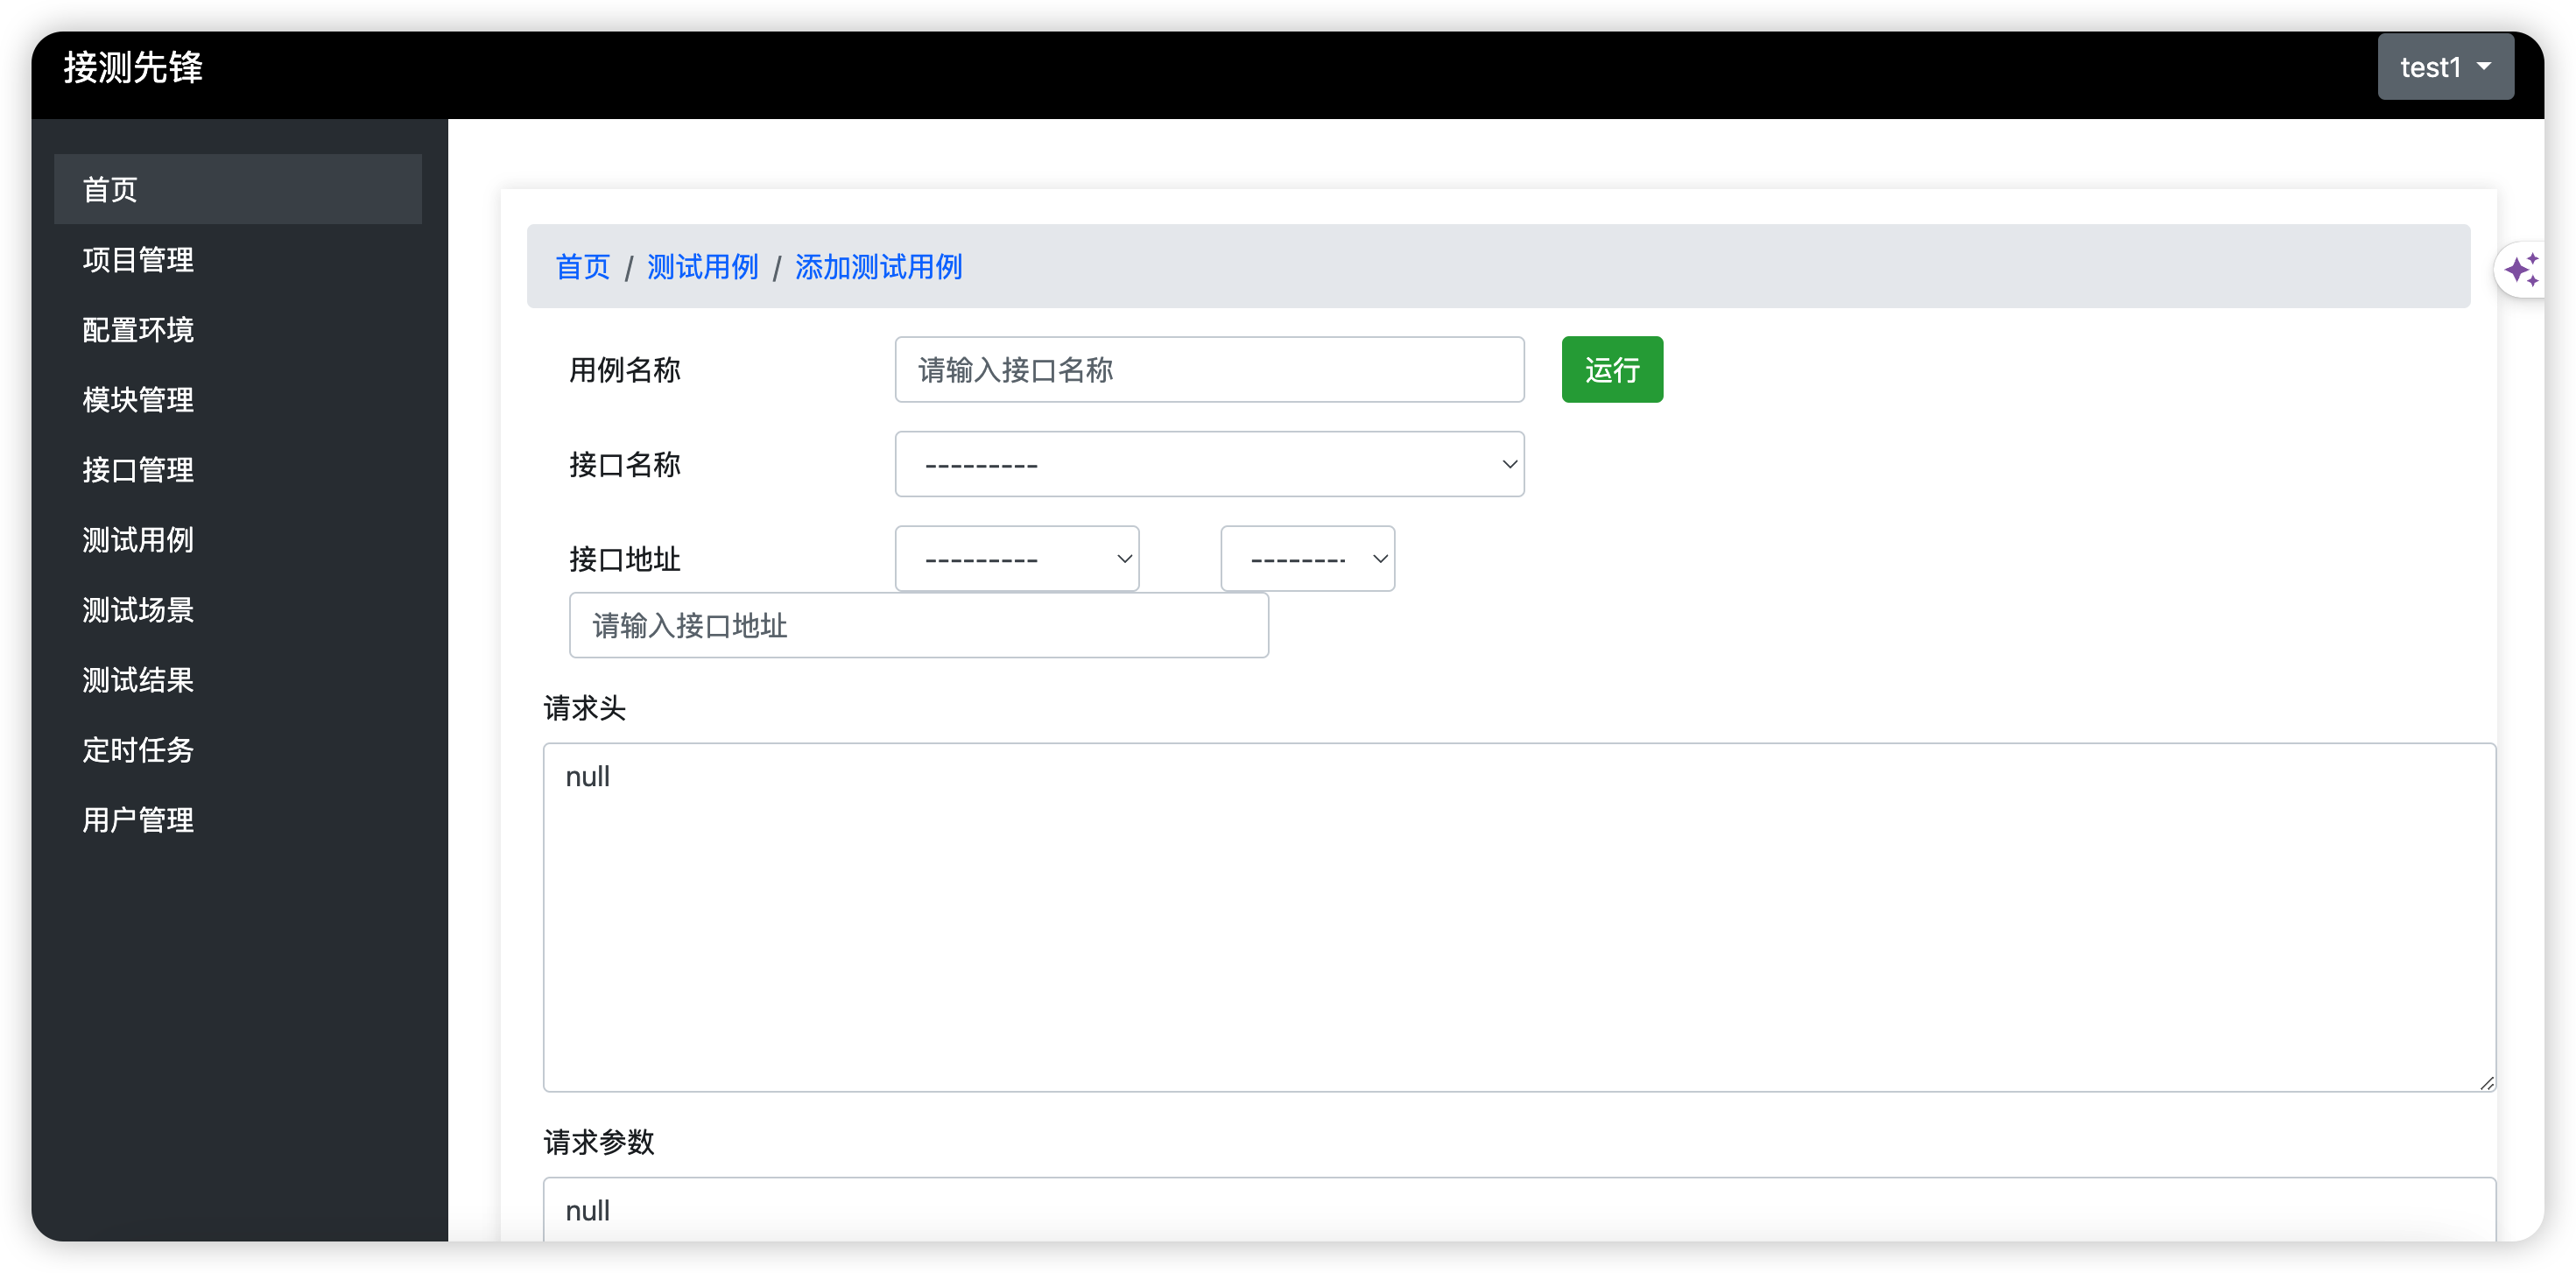 接测先锋
test1
首页
项目管理
配置环境
模块管理
接口管理
测试用例
测试场景
测试结果
定时任务
用户管理
首页 / 测试用例 / 添加测试用例
用例名称 请输入接口名称 运行
接口名称 ---------
接口地址 --------- --------
请输入接口地址
请求头
null
请求参数
null